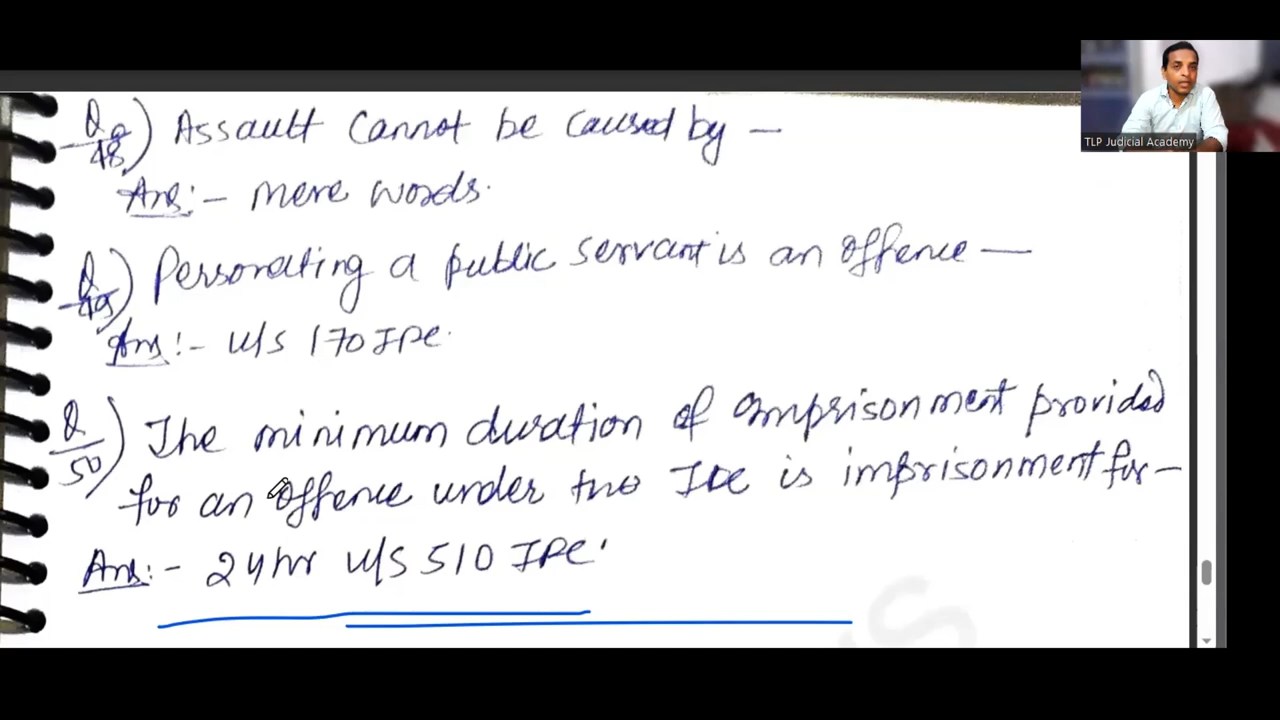 Q/48) Assault cannot be caused by —
TLP Judicial Academy
Ans:- mere words.
Q/49) Personating a public servant is an offence —
Ans:- u/s 170 IPC.
Q/50) The minimum duration of imprisonment provided
for an offence under the IPC is imprisonment for —
Ans:- 24 hr u/s 510 IPC.